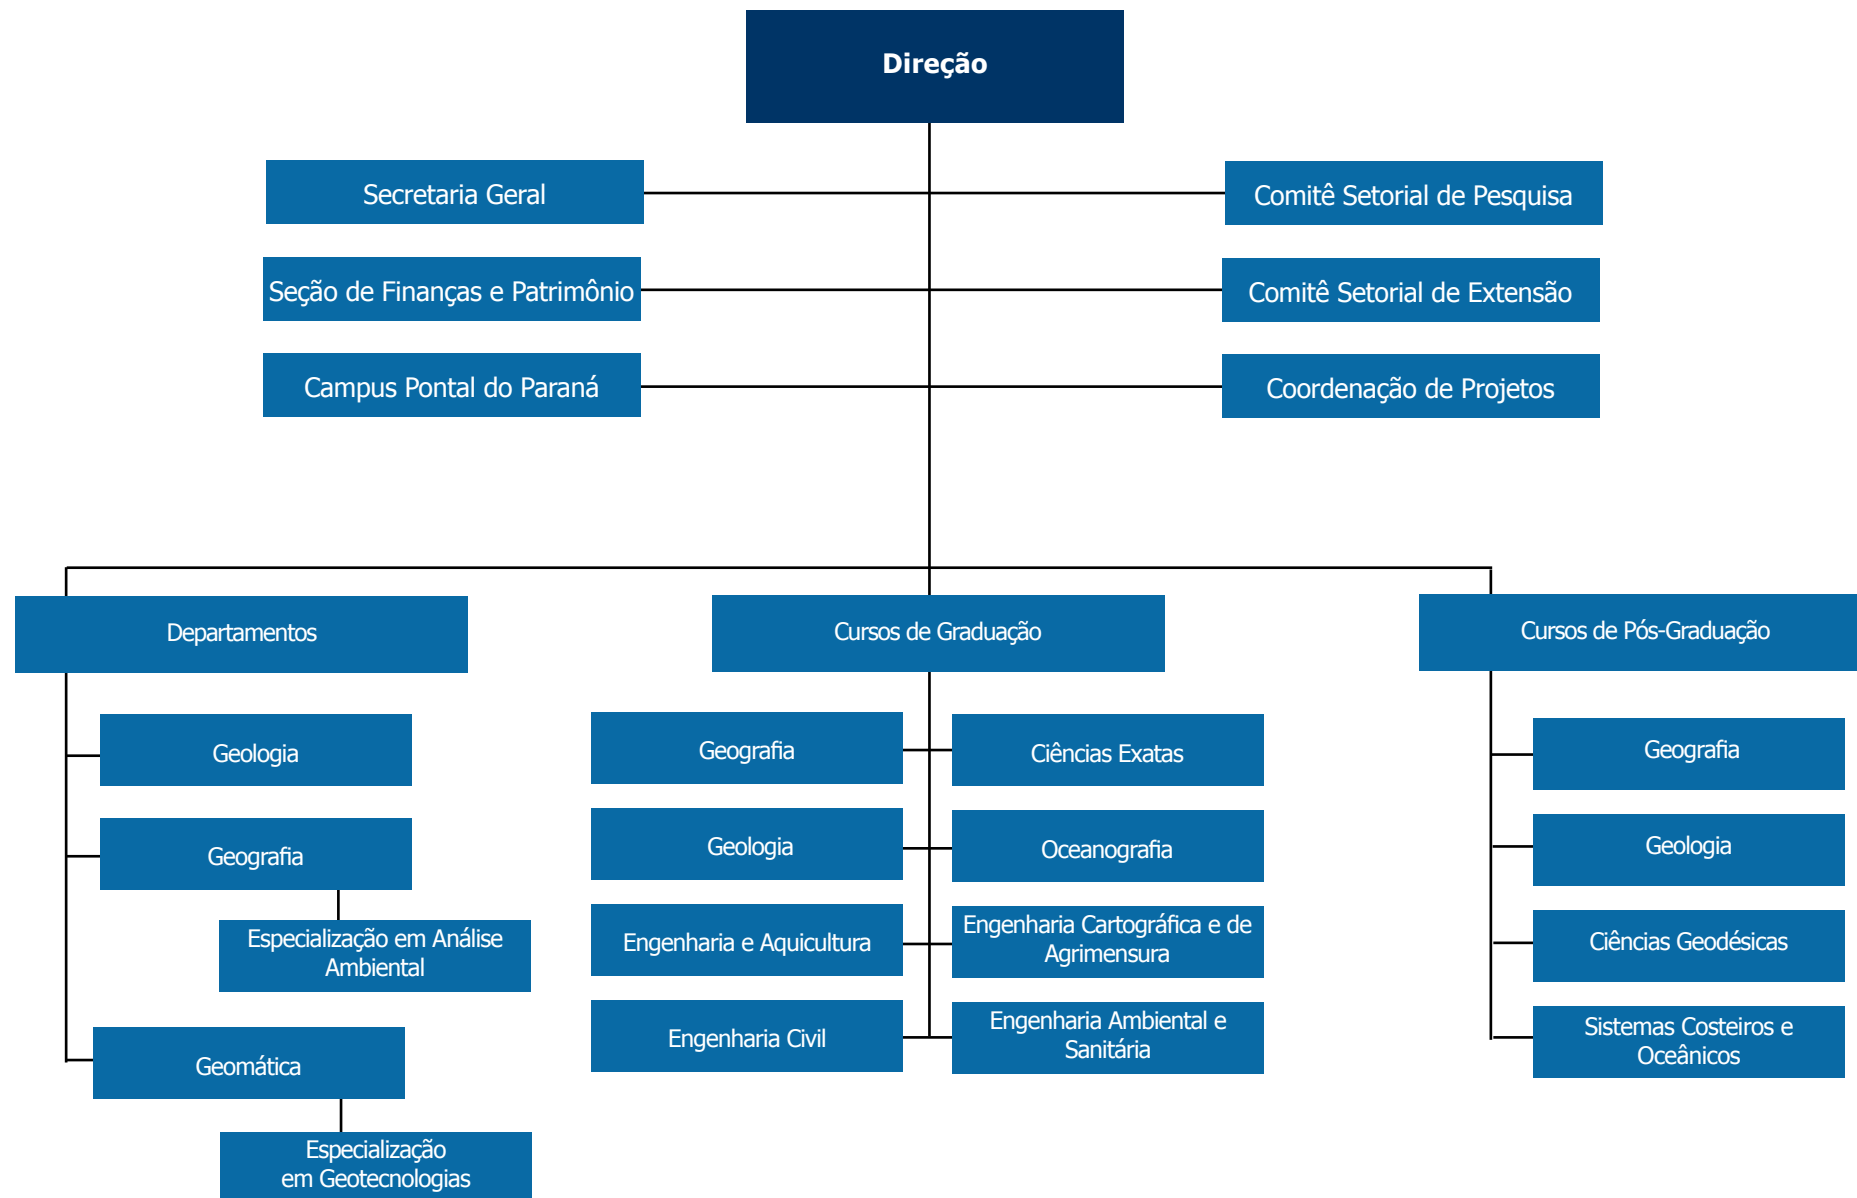 Direção
Secretaria Geral
Comitê Setorial de Pesquisa
Seção de Finanças e Patrimônio
Comitê Setorial de Extensão
Campus Pontal do Paraná
Coordenação de Projetos
Departamentos
Geologia
Geografia
Especialização em Análise
Ambiental
Geomática
Especialização
em Geotecnologias
Cursos de Graduação
Geografia
Ciências Exatas
Geologia
Oceanografia
Engenharia e Aquicultura
Engenharia Cartográfica e de
Agrimensura
Engenharia Civil
Engenharia Ambiental e
Sanitária
Cursos de Pós-Graduação
Geografia
Geologia
Ciências Geodésicas
Sistemas Costeiros e
Oceânicos